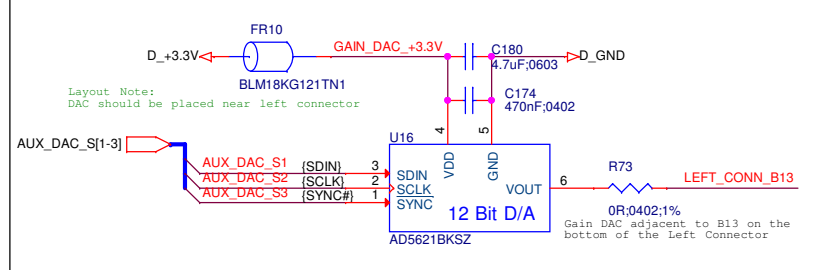 FR10
D_+3.3V
GAIN_DAC_+3.3V
C180
4.7uF;0603
D_GND
BLM18KG121TN1
Layout Note:
DAC should be placed near left connector
C174
470nF;0402
U16
4
5
AUX_DAC_S[1-3]
VDD
GND
R73
AUX_DAC_S1 {SDIN} 3 SDIN
AUX_DAC_S2 {SCLK} 2 SCLK
VOUT 6
LEFT_CONN_B13
AUX_DAC_S3 {SYNC#} 1 SYNC
12 Bit D/A
0R;0402;1%
Gain DAC adjacent to B13 on the
bottom of the Left Connector
AD5621BKSZ